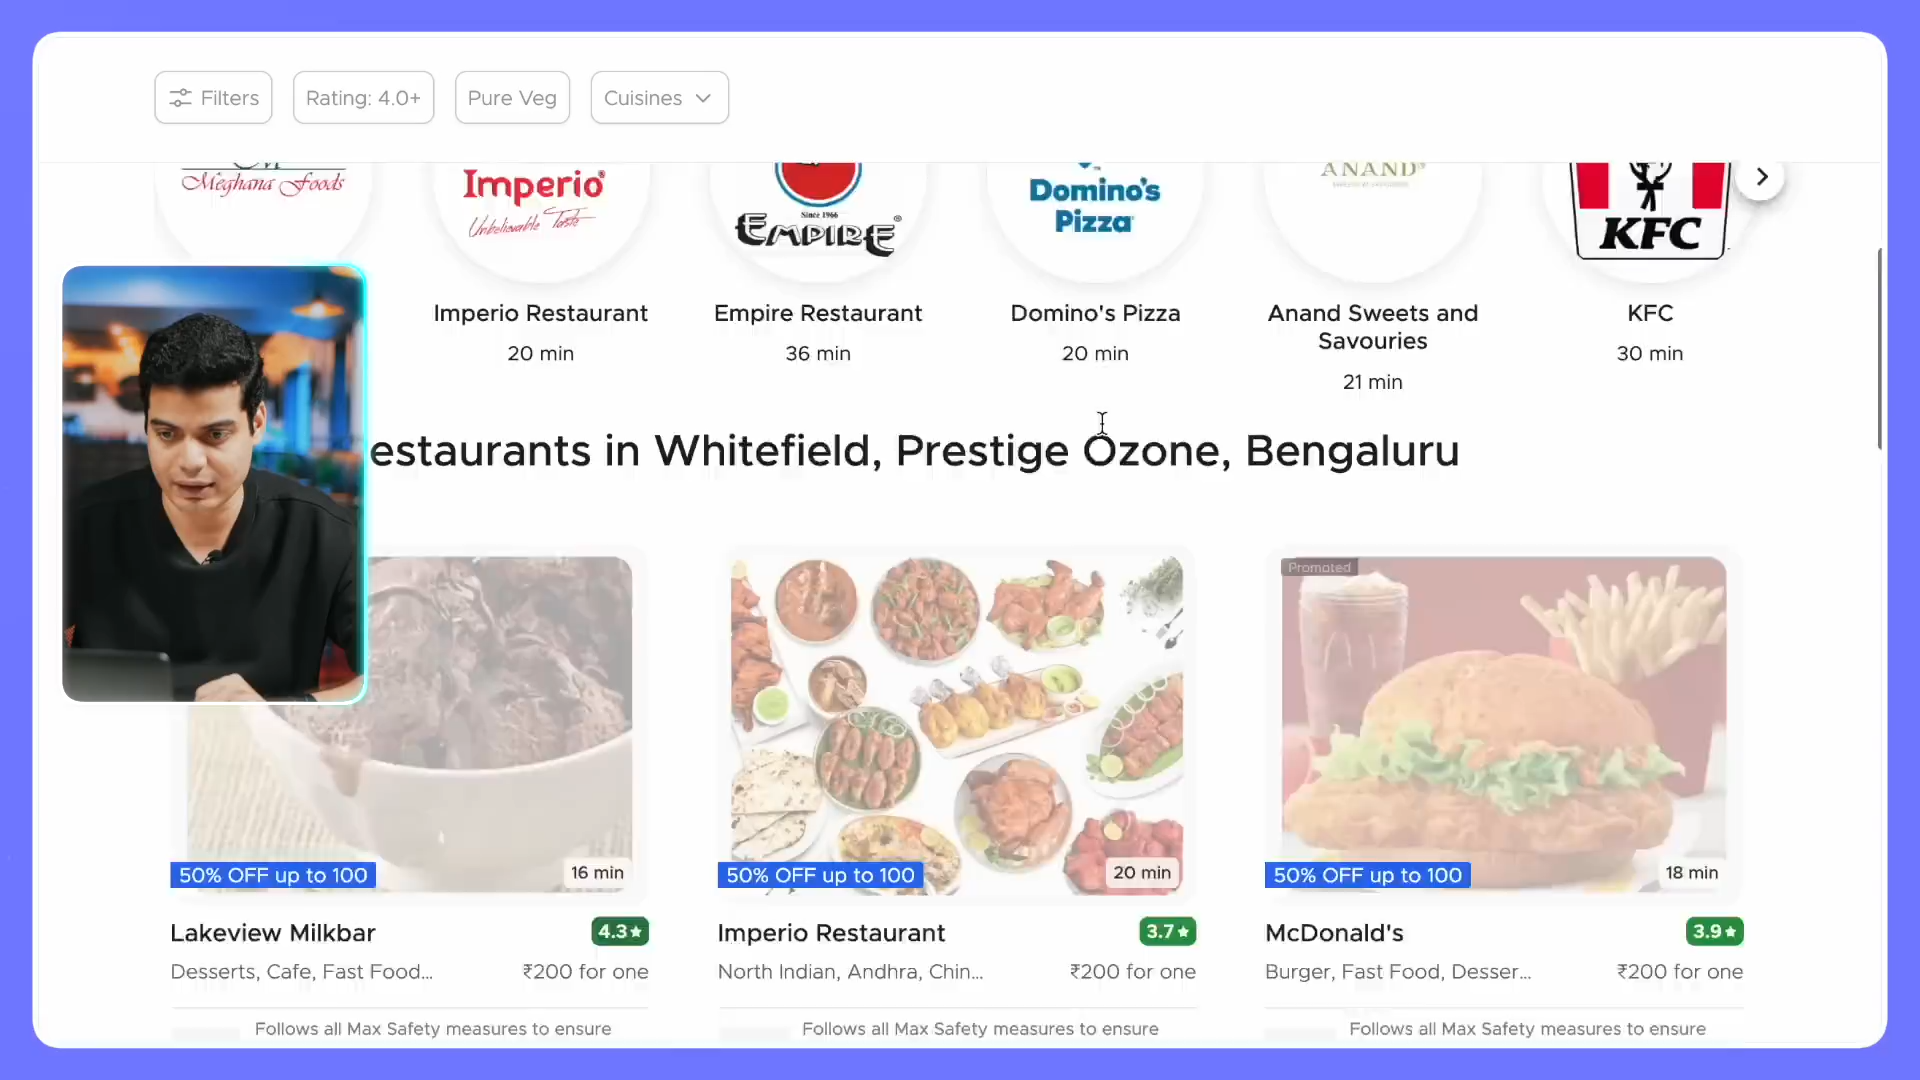 Filters Rating: 4.0+ Pure Veg Cuisines
Meghana Foods
Imperio
Unbelievable Taste
Since 1966
EMPIRE
Domino's
Pizza
ANAND
KFC
Imperio Restaurant
20 min
Empire Restaurant
36 min
Domino's Pizza
20 min
Anand Sweets and
Savouries
21 min
KFC
30 min
estaurants in Whitefield, Prestige Ozone, Bengaluru
50% OFF up to 100
16 min
Lakeview Milkbar
4.3★
Desserts, Cafe, Fast Food...
₹200 for one
Follows all Max Safety measures to ensure
50% OFF up to 100
20 min
Imperio Restaurant
3.7★
North Indian, Andhra, Chin...
₹200 for one
Follows all Max Safety measures to ensure
Promoted
50% OFF up to 100
18 min
McDonald's
3.9★
Burger, Fast Food, Desser...
₹200 for one
Follows all Max Safety measures to ensure